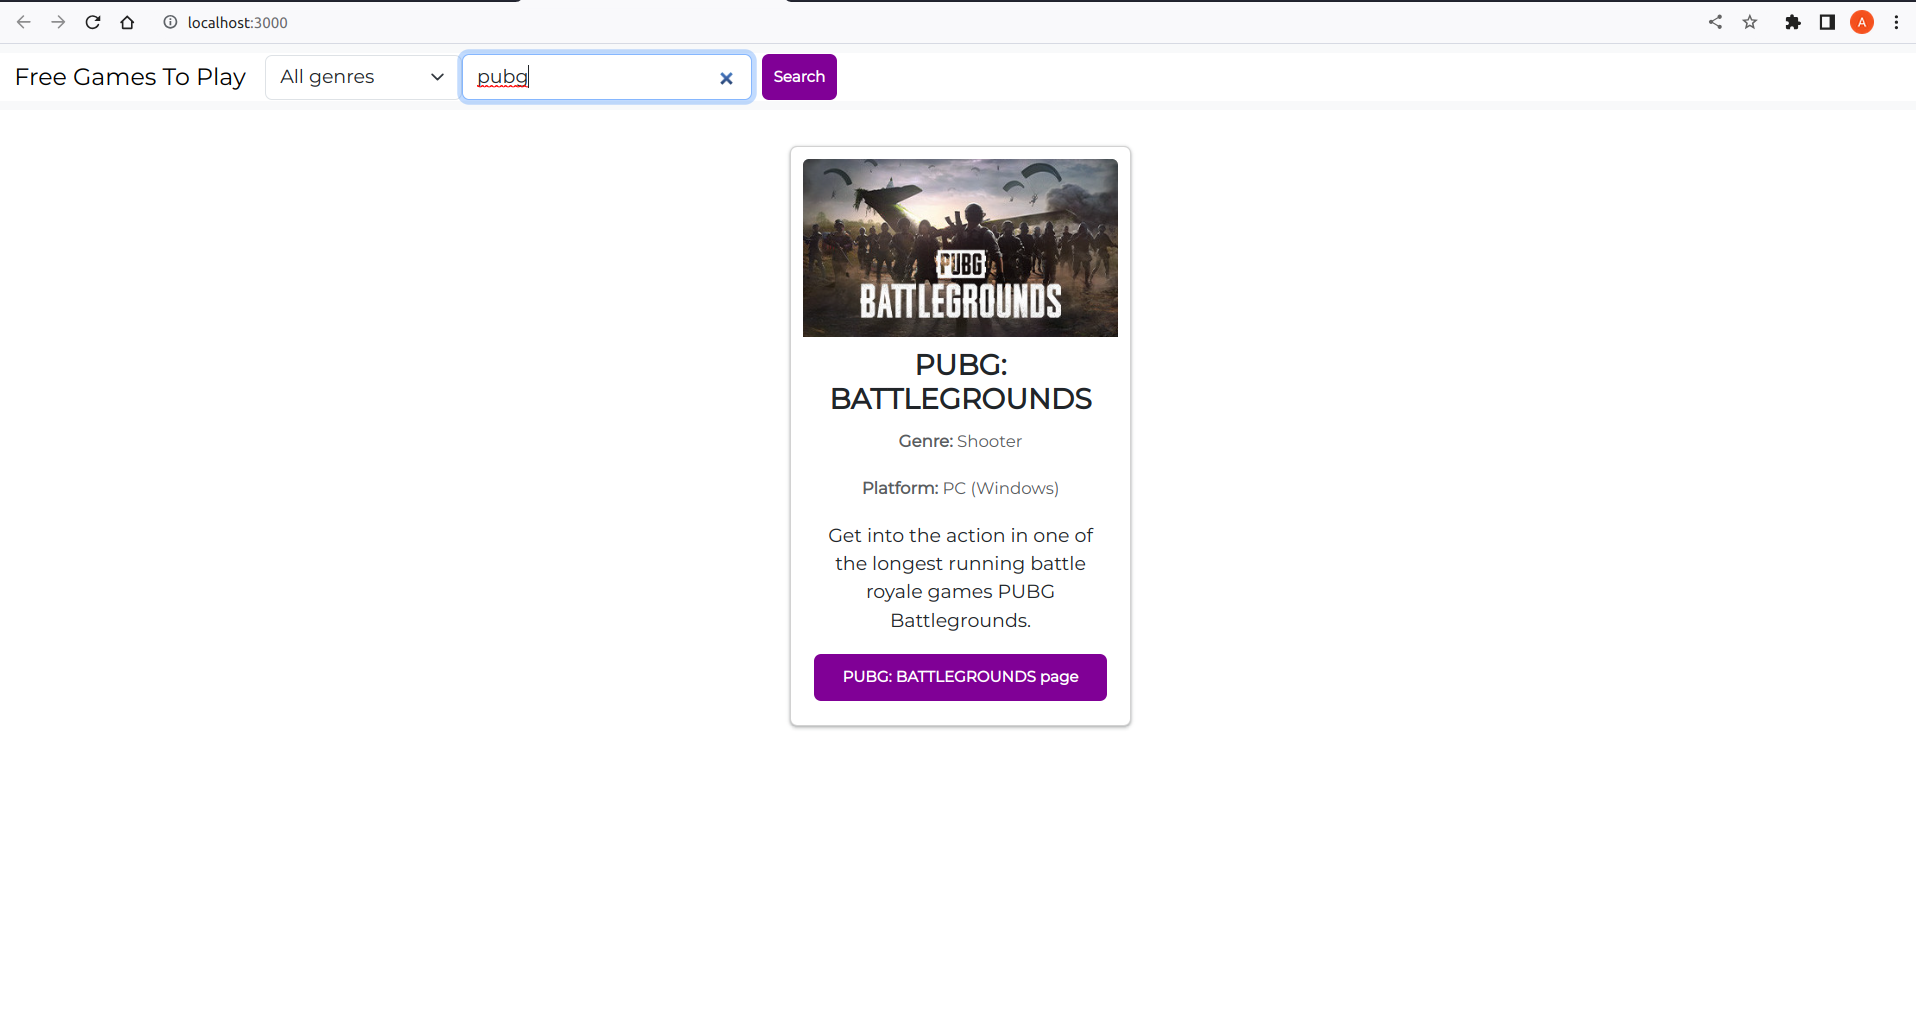 localhost:3000
A
Free Games To Play
All genres
pubg
Search
PUBG
BATTLEGROUNDS
PUBG:
BATTLEGROUNDS
Genre: Shooter
Platform: PC (Windows)
Get into the action in one of
the longest running battle
royale games PUBG
Battlegrounds.
PUBG: BATTLEGROUNDS page